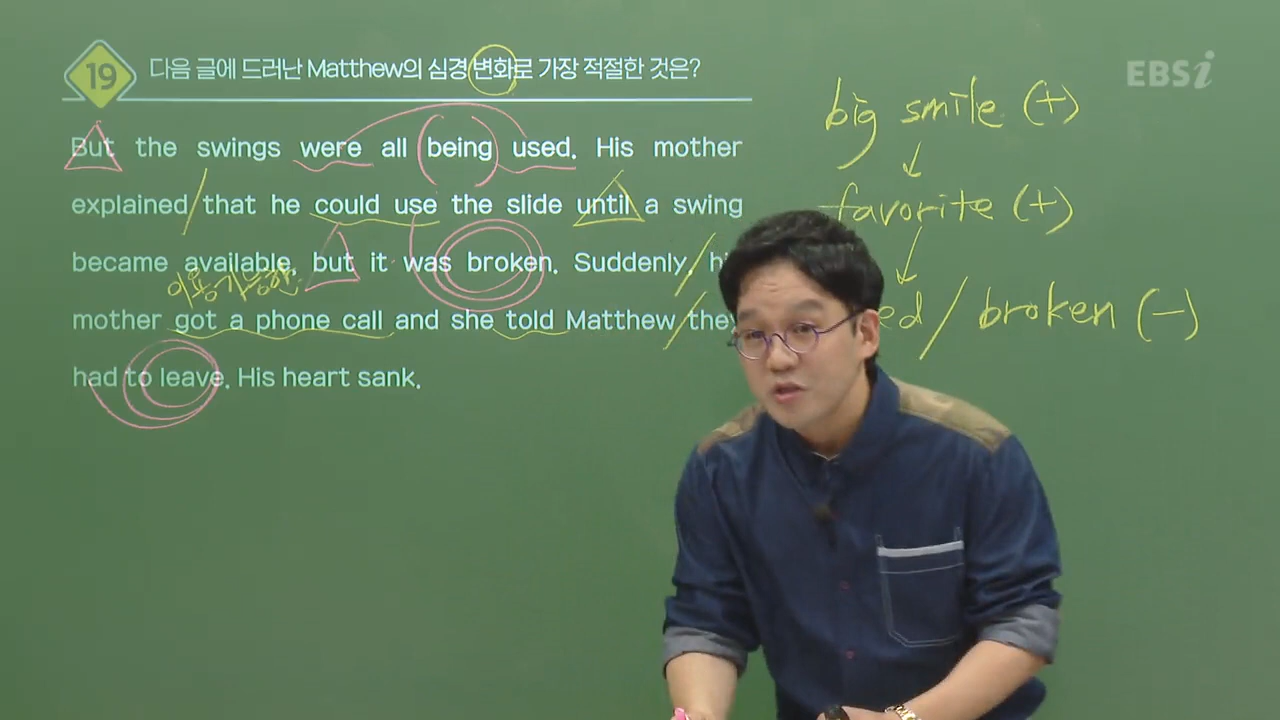 19 다음 글에 드러난 Matthew의 심경 변화로 가장 적절한 것은?
EBSi
But the swings were all being used. His mother
explained that he could use the slide until a swing
became available, but it was broken. Suddenly,
이용가능한
mother got a phone call and she told Matthew they
had to leave. His heart sank.
big smile (+)
favorite (+)
/ broken (-)